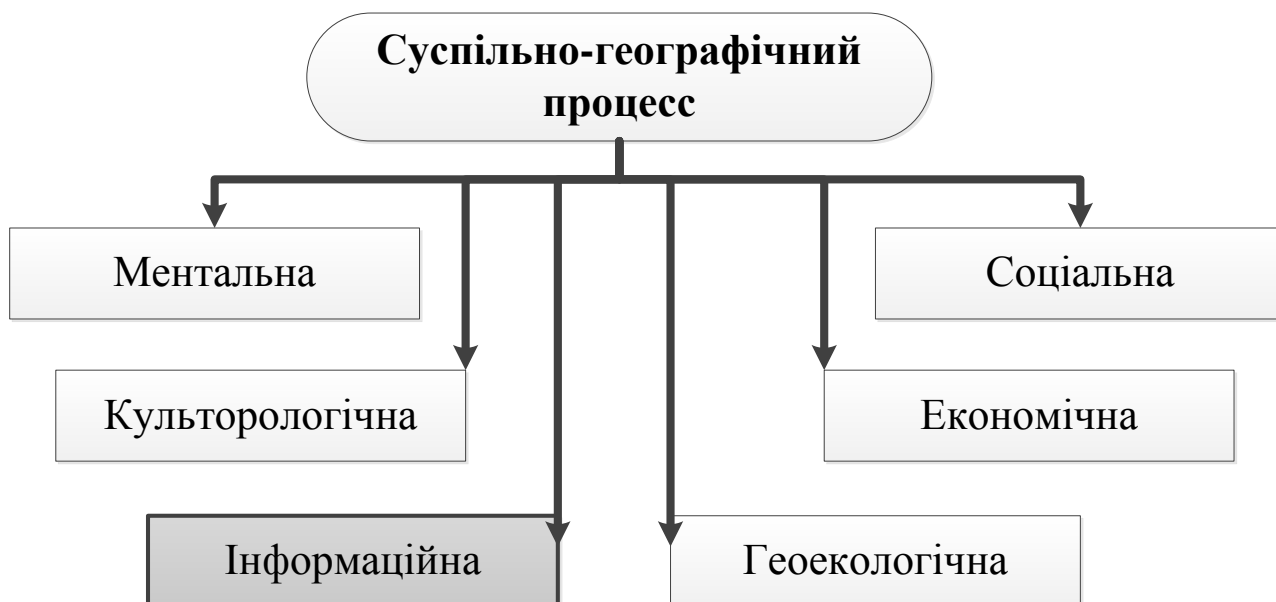 Суспільно-географічний
процесс
Ментальна
Соціальна
Культорологічна
Економічна
Інформаційна
Геоекологічна